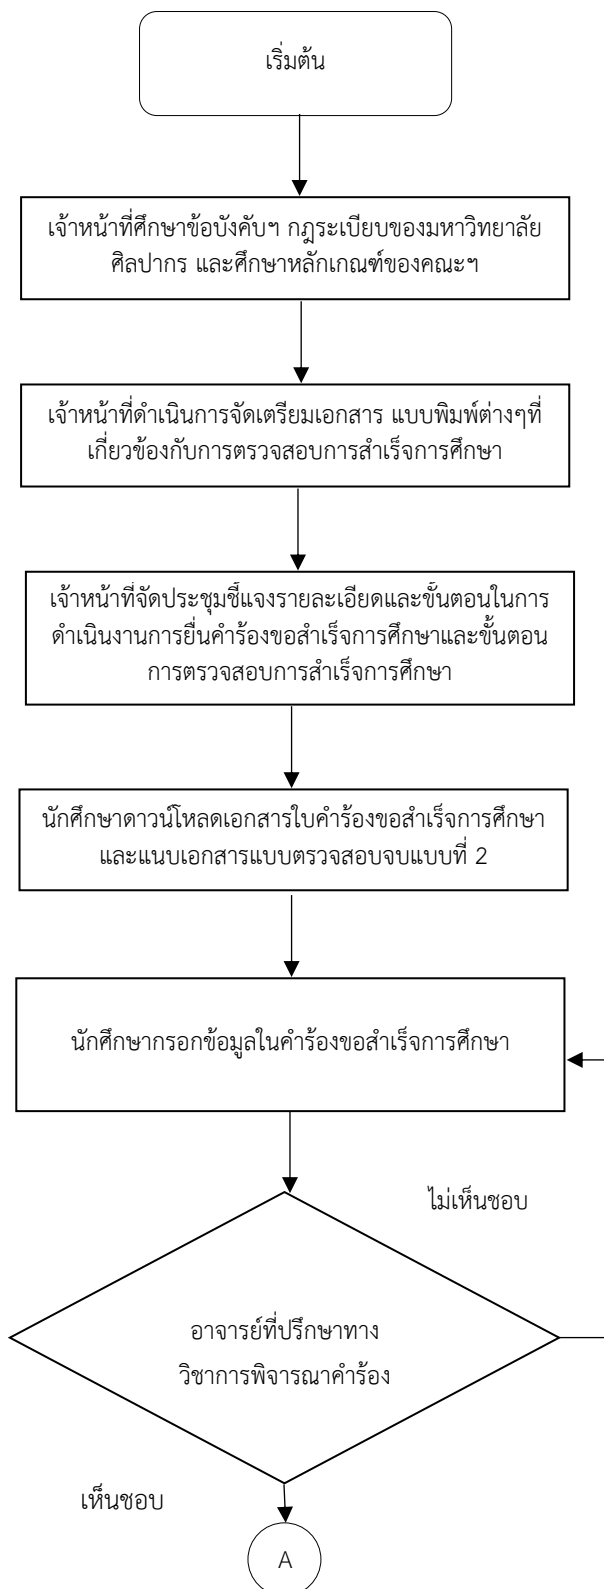 เริ่มต้น
เจ้าหน้าที่ศึกษาข้อบังคับฯ กฎระเบียบของมหาวิทยาลัย
ศิลปากร และศึกษาหลักเกณฑ์ของคณะฯ
เจ้าหน้าที่ดำเนินการจัดเตรียมเอกสาร แบบพิมพ์ต่างๆที่
เกี่ยวข้องกับการตรวจสอบการสำเร็จการศึกษา
เจ้าหน้าที่จัดประชุมชี้แจงรายละเอียดและขั้นตอนในการ
ดำเนินงานการยื่นคำร้องขอสำเร็จการศึกษาและขั้นตอน
การตรวจสอบการสำเร็จการศึกษา
นักศึกษาดาวน์โหลดเอกสารใบคำร้องขอสำเร็จการศึกษา
และแนบเอกสารแบบตรวจสอบจบแบบที่ 2
นักศึกษากรอกข้อมูลในคำร้องขอสำเร็จการศึกษา
ไม่เห็นชอบ
อาจารย์ที่ปรึกษาทาง
วิชาการพิจารณาคำร้อง
เห็นชอบ
A